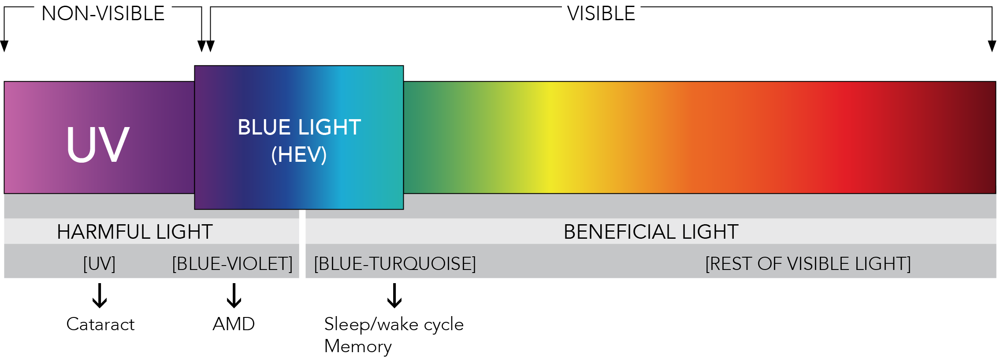 NON-VISIBLE
VISIBLE
UV
BLUE LIGHT
(HEV)
HARMFUL LIGHT
BENEFICIAL LIGHT
[UV]
[BLUE-VIOLET]
[BLUE-TURQUOISE]
[REST OF VISIBLE LIGHT]
Cataract
AMD
Sleep/wake cycle
Memory